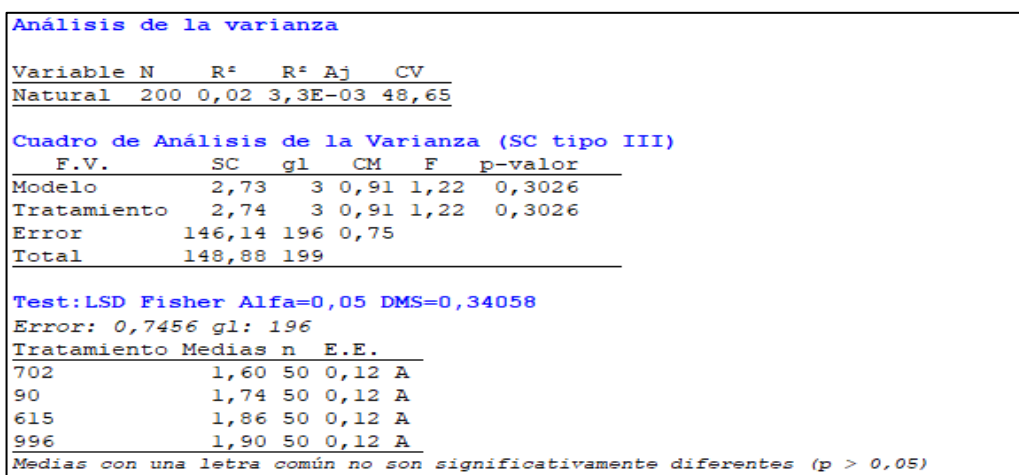 Análisis de la varianza
Variable N R² R² Aj CV
Natural 200 0,02 3,3E-03 48,65
Cuadro de Análisis de la Varianza (SC tipo III)
F.V. SC gl CM F p-valor
Modelo 2,73 3 0,91 1,22 0,3026
Tratamiento 2,74 3 0,91 1,22 0,3026
Error 146,14 196 0,75
Total 148,88 199
Test:LSD Fisher Alfa=0,05 DMS=0,34058
Error: 0,7456 gl: 196
Tratamiento Medias n E.E.
702 1,60 50 0,12 A
90 1,74 50 0,12 A
615 1,86 50 0,12 A
996 1,90 50 0,12 A
Medias con una letra común no son significativamente diferentes (p > 0,05)